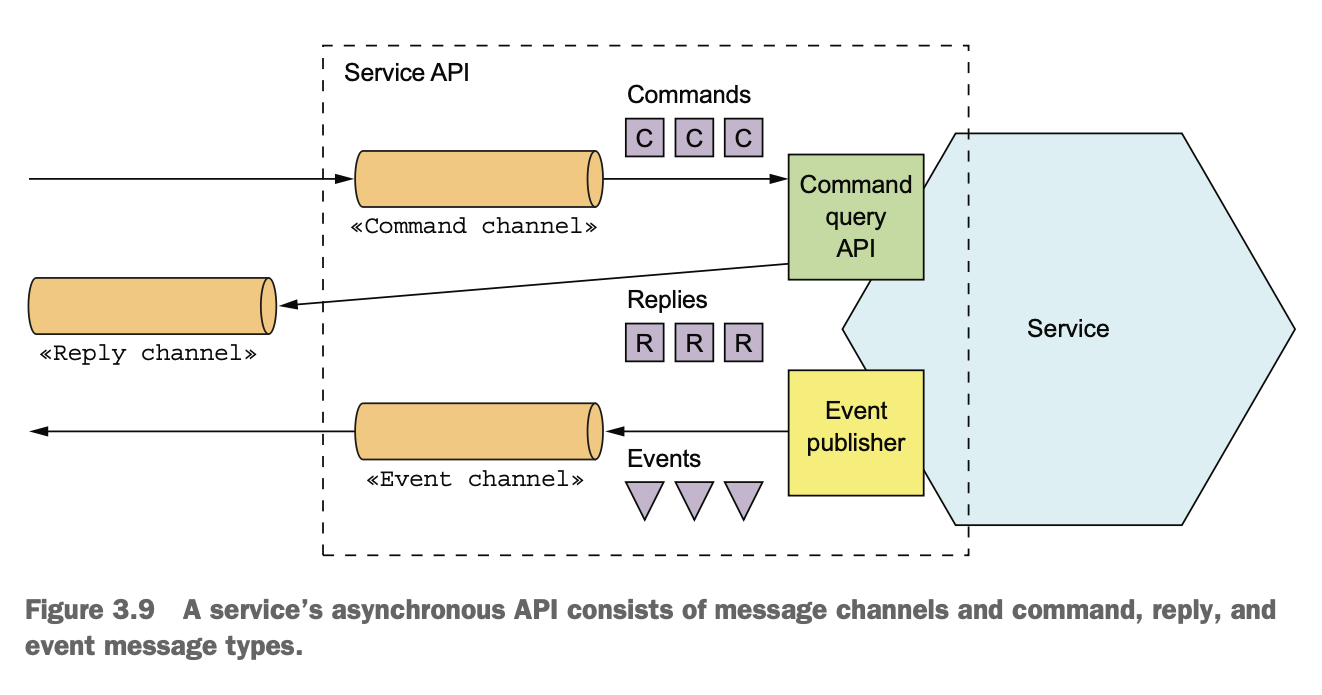 Service API
Commands
C C C
Command
query
API
«Command channel»
Replies
R R R
«Reply channel»
Service
Event
publisher
Events
«Event channel»
Figure 3.9 A service’s asynchronous API consists of message channels and command, reply, and
event message types.